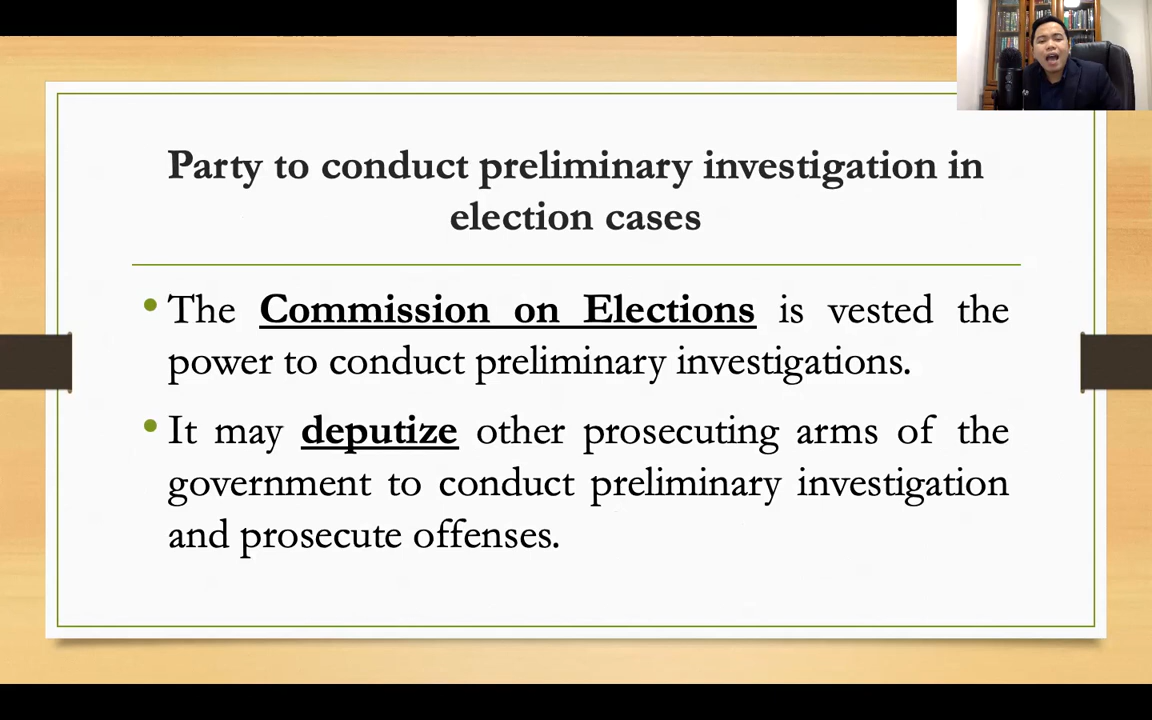 Party to conduct preliminary investigation in
election cases
• The Commission on Elections is vested the
power to conduct preliminary investigations.
• It may deputize other prosecuting arms of the
government to conduct preliminary investigation
and prosecute offenses.